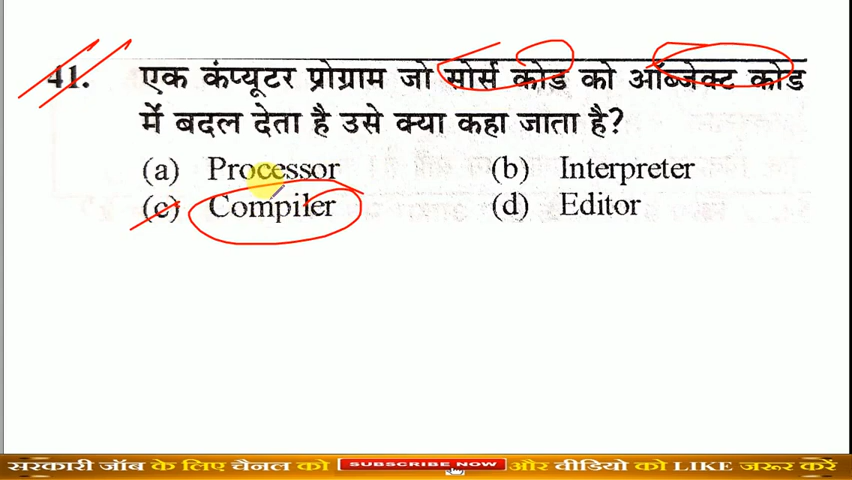 41. एक कंप्यूटर प्रोग्राम जो सोर्स कोड को ऑब्जेक्ट कोड
में बदल देता है उसे क्या कहा जाता है?
(a) Processor (b) Interpreter
(c) Compiler (d) Editor
सरकारी जॉब के लिए चैनल को SUBSCRIBE NOW और वीडियो को LIKE जरूर करें